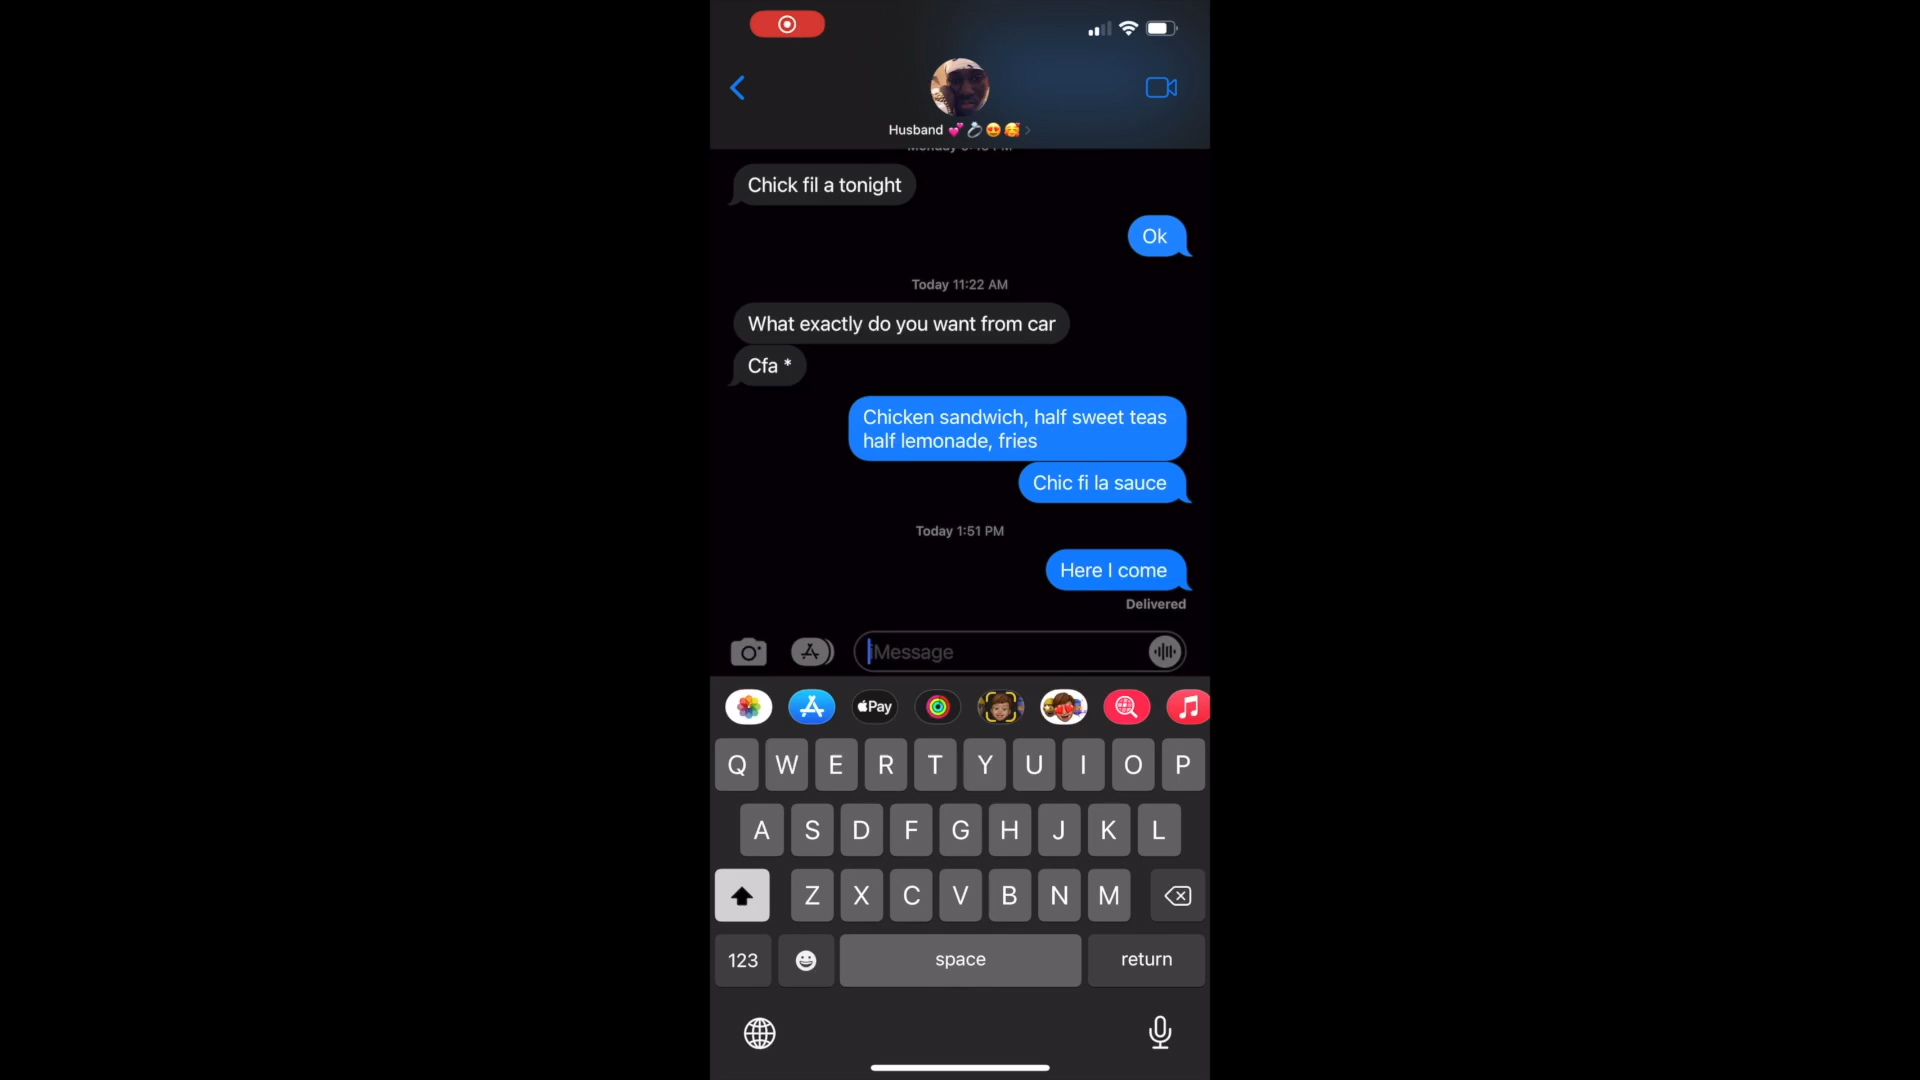 Husband 💕💍😍🥰
Chick fil a tonight
Ok
Today 11:22 AM
What exactly do you want from car
Cfa *
Chicken sandwich, half sweet teas
half lemonade, fries
Chic fi la sauce
Today 1:51 PM
Here I come
Delivered
iMessage
Pay
Q W E R T Y U I O P
A S D F G H J K L
Z X C V B N M
123 space return